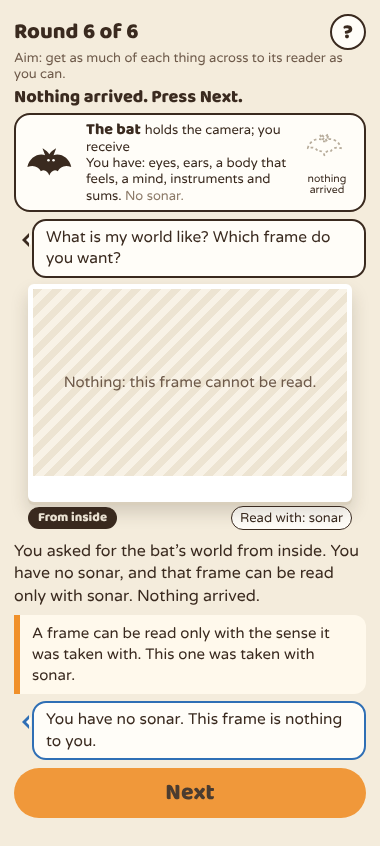 Round 6 of 6
?
Aim: get as much of each thing across to its reader as
you can.
Nothing arrived. Press Next.
The bat holds the camera; you
receive
You have: eyes, ears, a body that
feels, a mind, instruments and
sums. No sonar.
nothing
arrived
What is my world like? Which frame do
you want?
Nothing: this frame cannot be read.
From inside
Read with: sonar
You asked for the bat’s world from inside. You
have no sonar, and that frame can be read
only with sonar. Nothing arrived.
A frame can be read only with the sense it
was taken with. This one was taken with
sonar.
You have no sonar. This frame is nothing
to you.
Next